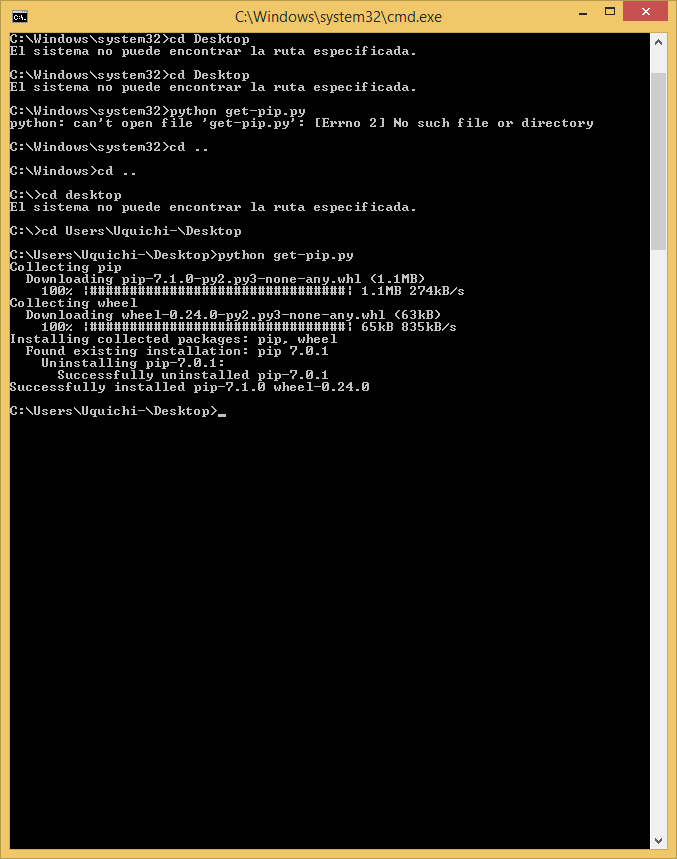 C:\Windows\system32\cmd.exe
C:\Windows\system32>cd Desktop
El sistema no puede encontrar la ruta especificada.
C:\Windows\system32>cd Desktop
El sistema no puede encontrar la ruta especificada.
C:\Windows\system32>python get-pip.py
python: can't open file 'get-pip.py': [Errno 2] No such file or directory
C:\Windows\system32>cd ..
C:\Windows>cd ..
C:\>cd desktop
El sistema no puede encontrar la ruta especificada.
C:\>cd Users\Uquichi-\Desktop
C:\Users\Uquichi-\Desktop>python get-pip.py
Collecting pip
  Downloading pip-7.1.0-py2.py3-none-any.whl (1.1MB)
    100% |################################| 1.1MB 274kB/s
Collecting wheel
  Downloading wheel-0.24.0-py2.py3-none-any.whl (63kB)
    100% |################################| 65kB 835kB/s
Installing collected packages: pip, wheel
  Found existing installation: pip 7.0.1
    Uninstalling pip-7.0.1:
      Successfully uninstalled pip-7.0.1
Successfully installed pip-7.1.0 wheel-0.24.0
C:\Users\Uquichi-\Desktop>_